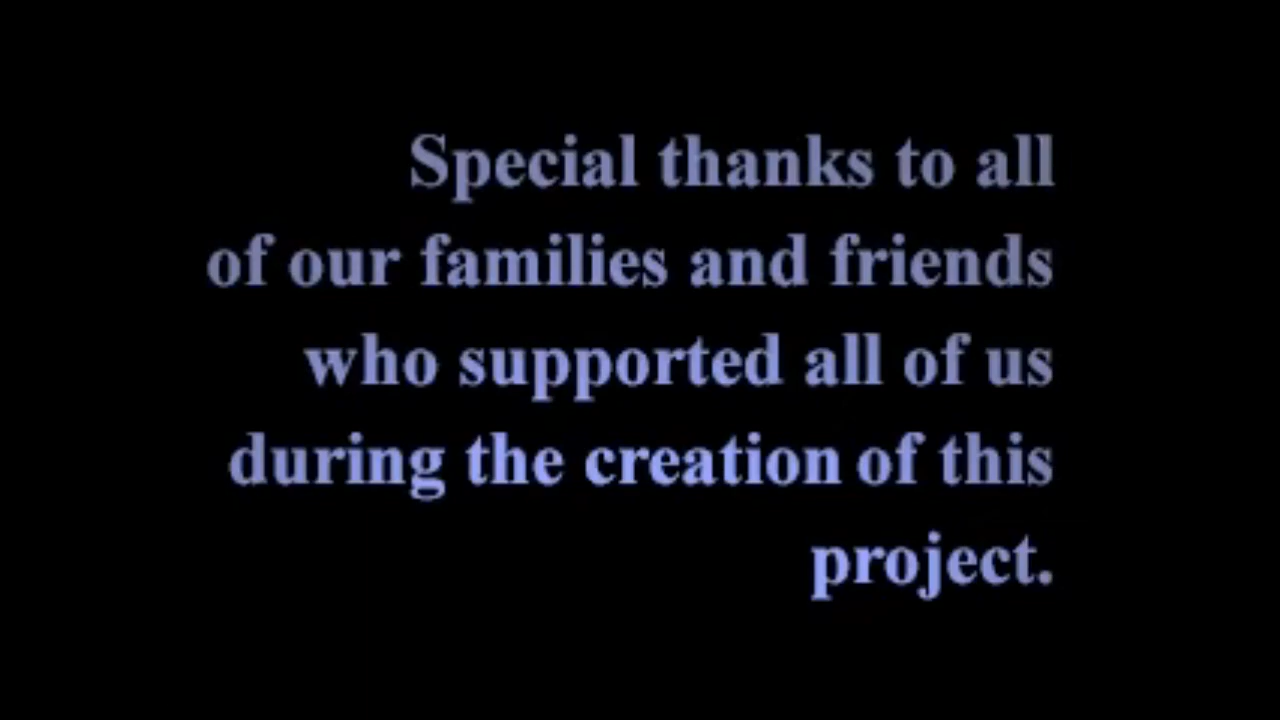 Special thanks to all
of our families and friends
who supported all of us
during the creation of this
project.